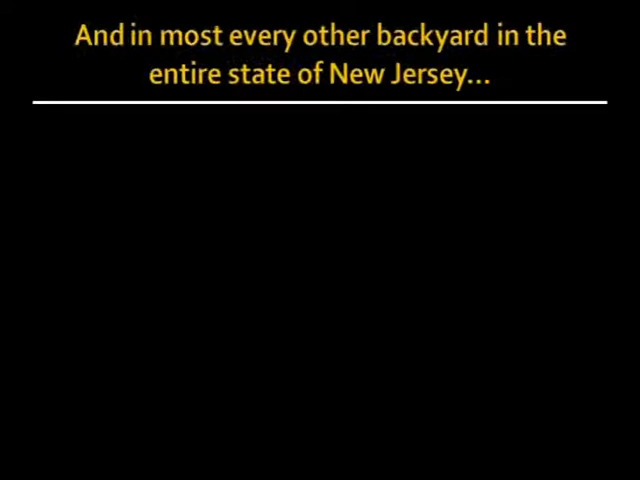 And in most every other backyard in the
entire state of New Jersey...